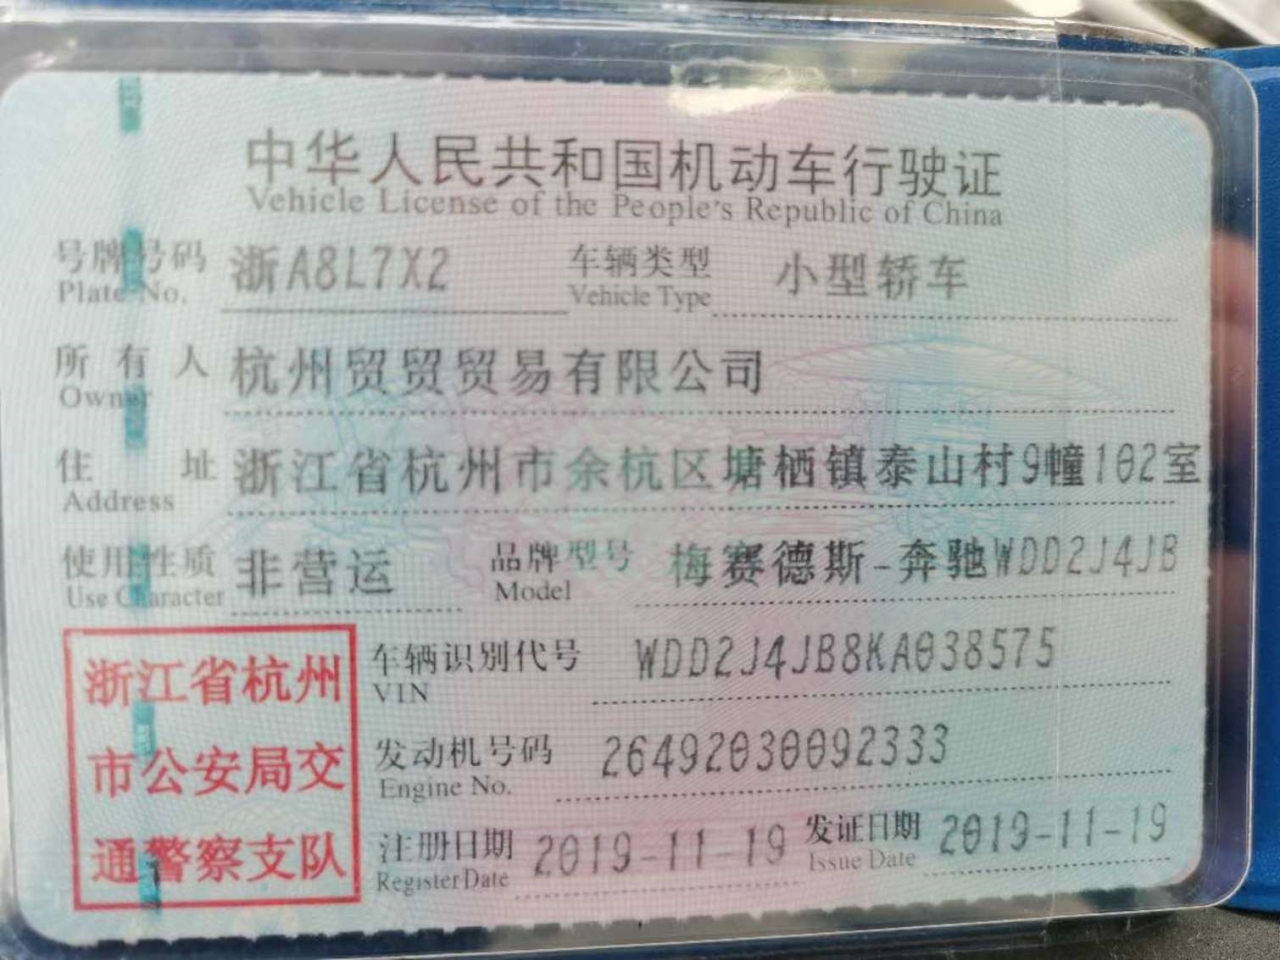 中华人民共和国机动车行驶证
Vehicle License of the People's Republic of China
号牌号码 浙A8L7X2 车辆类型 小型轿车
Plate No. Vehicle Type
所有人 杭州贸贸贸易有限公司
Owner
住址 浙江省杭州市余杭区塘栖镇泰山村9幢102室
Address
使用性质 非营运 品牌型号 梅赛德斯-奔驰WDD2J4JB
Use Character Model
浙江省杭州
市公安局交
通警察支队
车辆识别代号 WDD2J4JB8KA038575
VIN
发动机号码 26492030092333
Engine No.
注册日期 2019-11-19 发证日期 2019-11-19
Register Date Issue Date